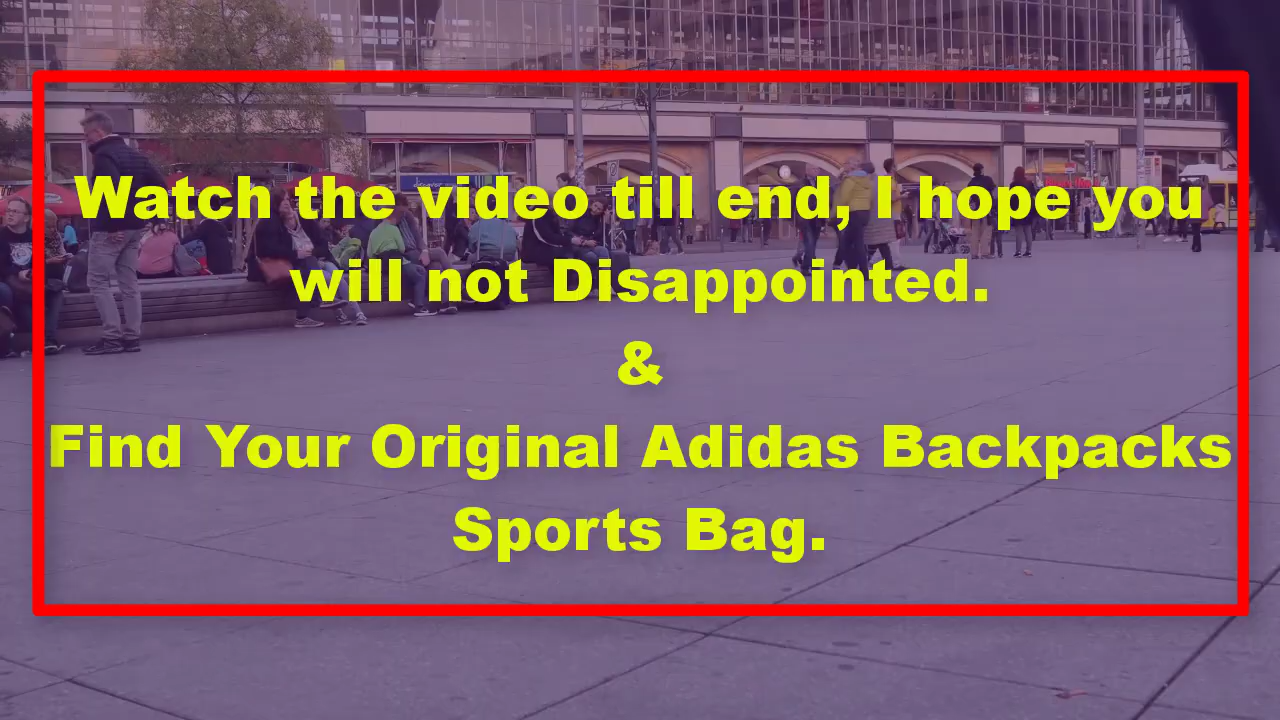 Watch the video till end, I hope you
will not Disappointed.
&
Find Your Original Adidas Backpacks
Sports Bag.